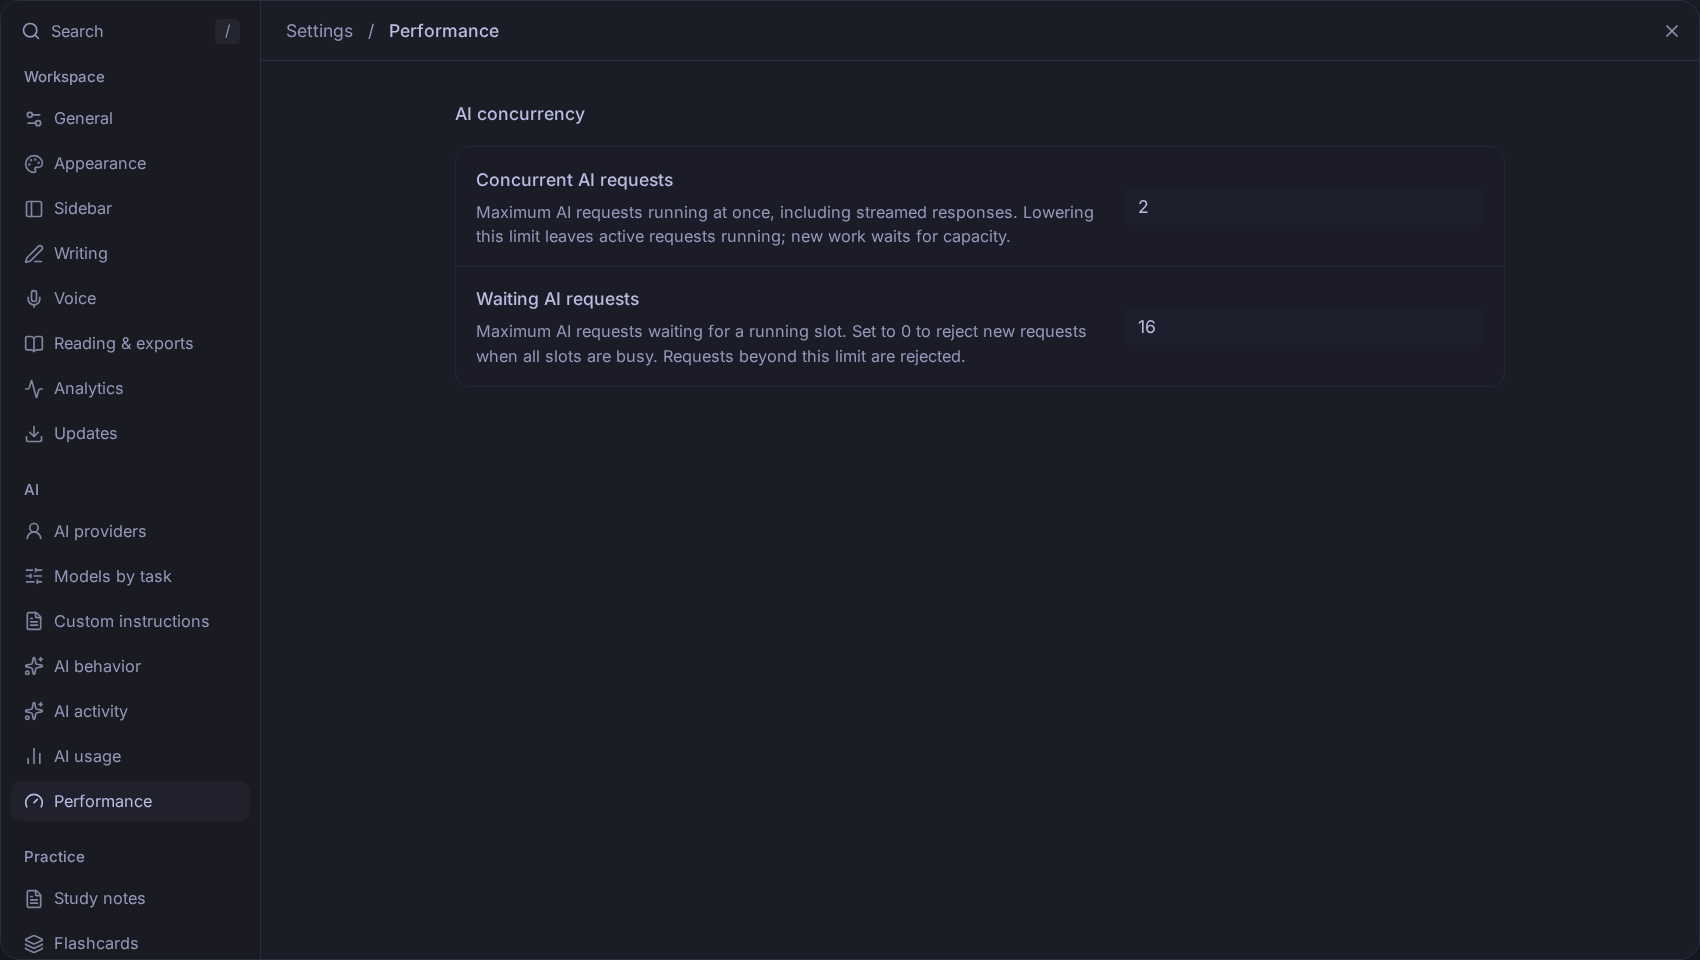 Search /
Settings / Performance
Workspace
General
Appearance
Sidebar
Writing
Voice
Reading & exports
Analytics
Updates
AI
AI providers
Models by task
Custom instructions
AI behavior
AI activity
AI usage
Performance
Practice
Study notes
Flashcards
AI concurrency
Concurrent AI requests
Maximum AI requests running at once, including streamed responses. Lowering
this limit leaves active requests running; new work waits for capacity.
2
Waiting AI requests
Maximum AI requests waiting for a running slot. Set to 0 to reject new requests
when all slots are busy. Requests beyond this limit are rejected.
16